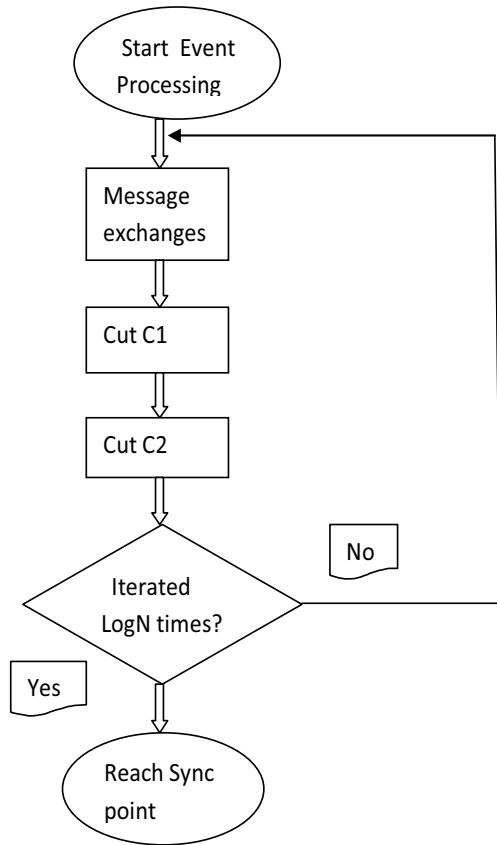 Start Event
Processing
Message
exchanges
Cut C1
Cut C2
No
Iterated
LogN times?
Yes
Reach Sync
point